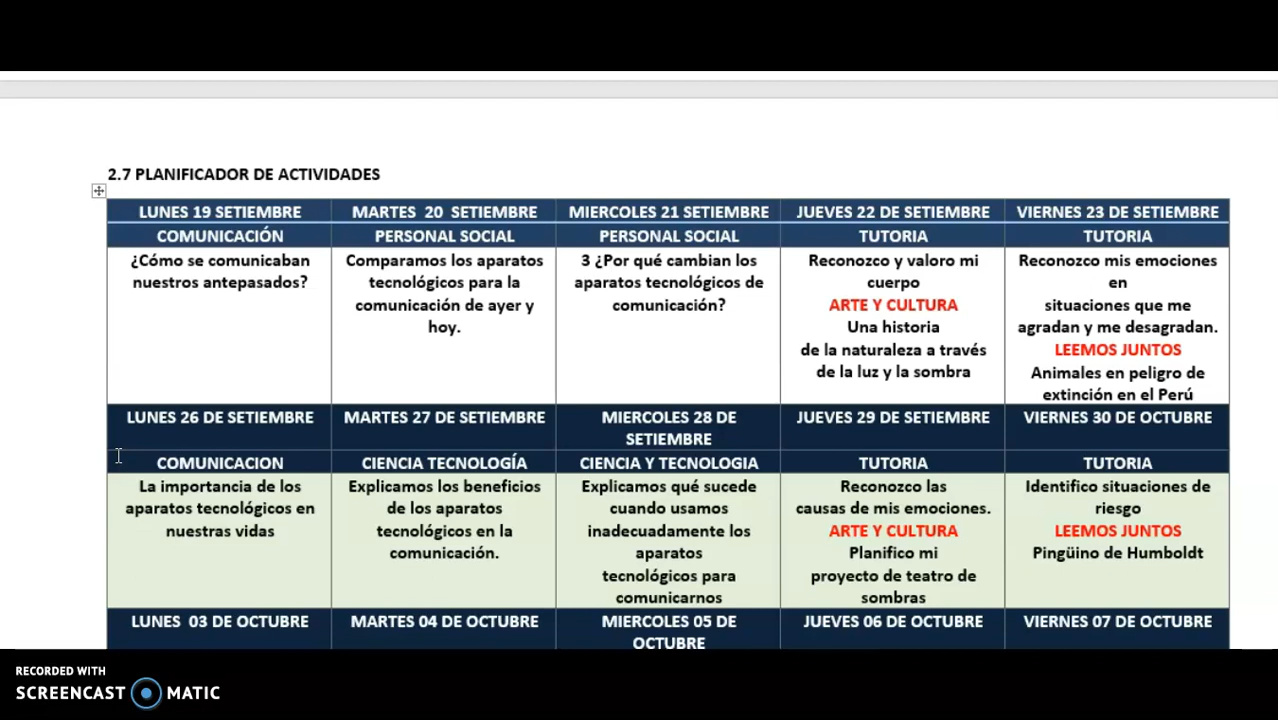 2.7 PLANIFICADOR DE ACTIVIDADES
LUNES 19 SETIEMBRE
MARTES 20 SETIEMBRE
MIERCOLES 21 SETIEMBRE
JUEVES 22 DE SETIEMBRE
VIERNES 23 DE SETIEMBRE
COMUNICACIÓN
PERSONAL SOCIAL
PERSONAL SOCIAL
TUTORIA
TUTORIA
¿Cómo se comunicaban
nuestros antepasados?
Comparamos los aparatos
tecnológicos para la
comunicación de ayer y
hoy.
3 ¿Por qué cambian los
aparatos tecnológicos de
comunicación?
Reconozco y valoro mi
cuerpo
ARTE Y CULTURA
Una historia
de la naturaleza a través
de la luz y la sombra
Reconozco mis emociones
en
situaciones que me
agradan y me desagradan.
LEEMOS JUNTOS
Animales en peligro de
extinción en el Perú
LUNES 26 DE SETIEMBRE
MARTES 27 DE SETIEMBRE
MIERCOLES 28 DE
SETIEMBRE
JUEVES 29 DE SETIEMBRE
VIERNES 30 DE OCTUBRE
COMUNICACION
CIENCIA TECNOLOGÍA
CIENCIA Y TECNOLOGIA
TUTORIA
TUTORIA
La importancia de los
aparatos tecnológicos en
nuestras vidas
Explicamos los beneficios
de los aparatos
tecnológicos en la
comunicación.
Explicamos qué sucede
cuando usamos
inadecuadamente los
aparatos
tecnológicos para
comunicarnos
Reconozco las
causas de mis emociones.
ARTE Y CULTURA
Planifico mi
proyecto de teatro de
sombras
Identifico situaciones de
riesgo
LEEMOS JUNTOS
Pingüino de Humboldt
LUNES 03 DE OCTUBRE
MARTES 04 DE OCTUBRE
MIERCOLES 05 DE
OCTUBRE
JUEVES 06 DE OCTUBRE
VIERNES 07 DE OCTUBRE
RECORDED WITH
SCREENCAST MATIC